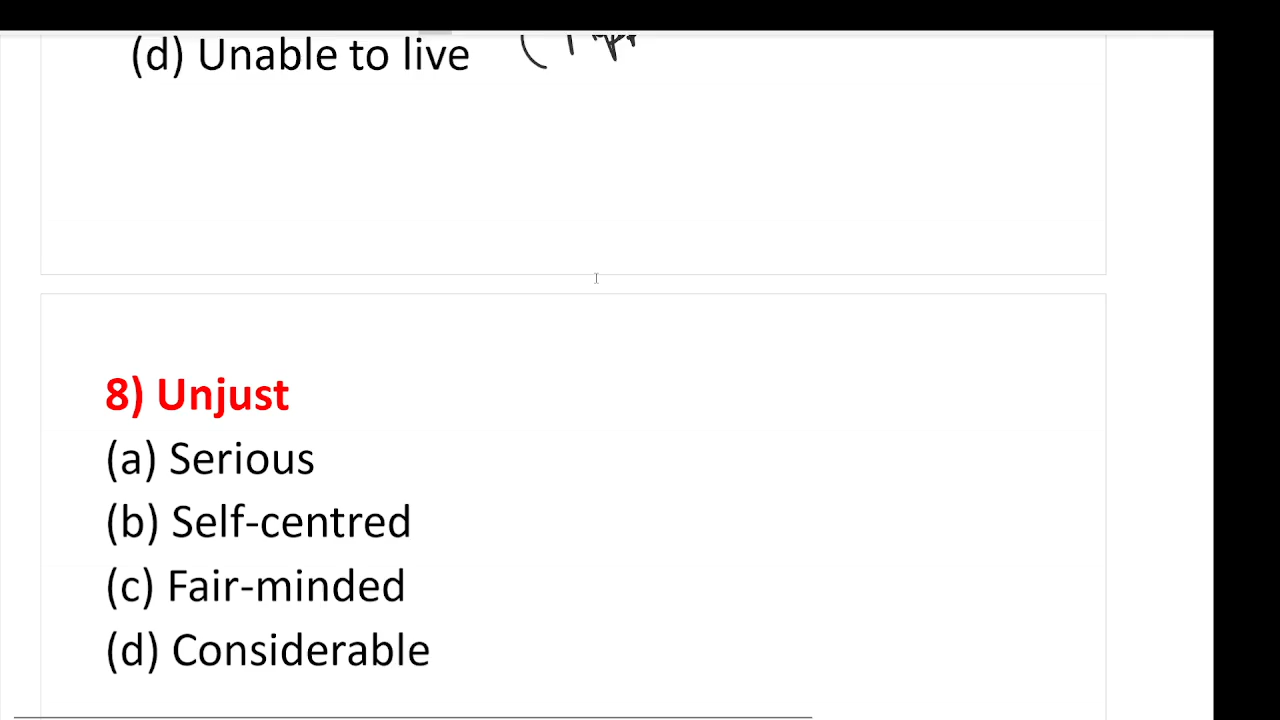 (d) Unable to live
8) Unjust
(a) Serious
(b) Self-centred
(c) Fair-minded
(d) Considerable